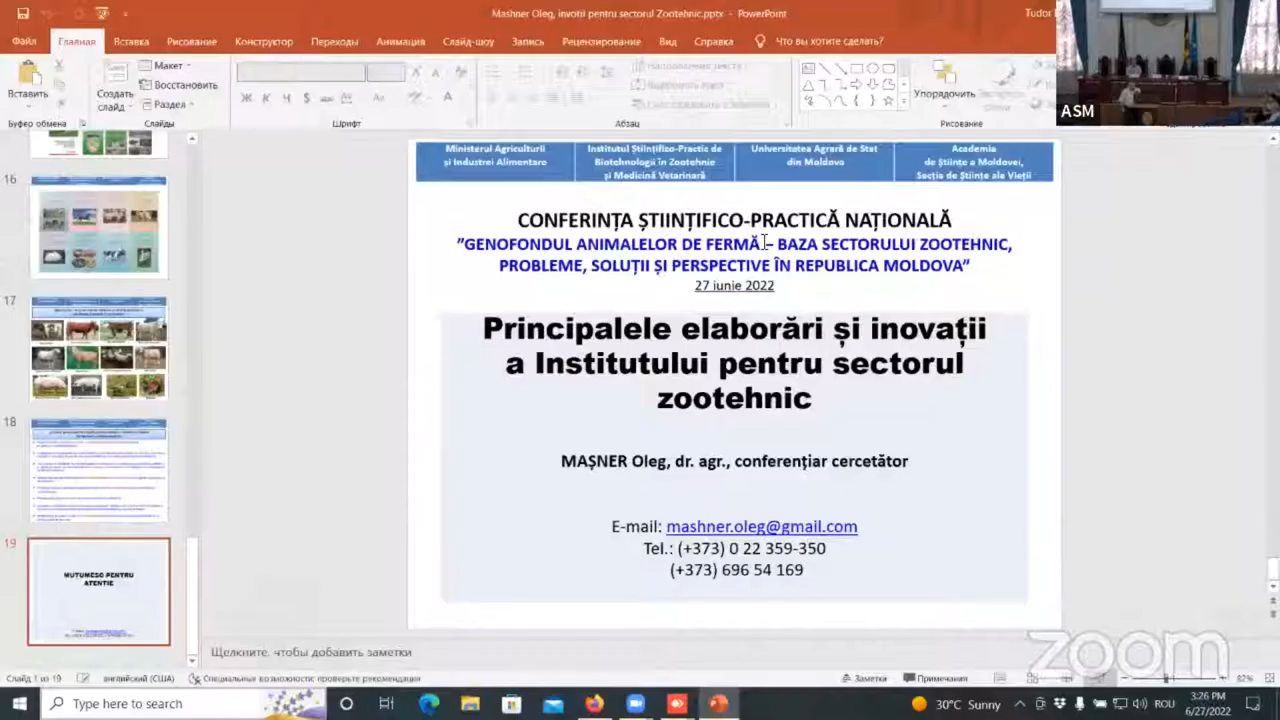 Mashner Oleg, invotii pentru sectorul Zootehnic.pptx - PowerPoint
Tudor
Файл Главная Вставка Рисование Конструктор Переходы Анимация Слайд-шоу Запись Рецензирование Вид Справка Что вы хотите сделать?
Вставить
Создать слайд
Макет
Восстановить
Раздел
Упорядочить
Буфер обмена
Слайды
Шрифт
Абзац
Рисование
ASM
16
17
18
19
MUTUMESC PENTRU
ATENTIE
Ministerul Agriculturii
și Industrei Alimentare
Institutul Științifico-Practic de
Biotehnologii în Zootehnie
și Medicină Veterinară
Universitatea Agrară de Stat
din Moldova
Academia
de Științe a Moldovei,
Secția de Științe ale Vieții
CONFERINȚA ȘTIINȚIFICO-PRACTICĂ NAȚIONALĂ
”GENOFONDUL ANIMALELOR DE FERMĂ – BAZA SECTORULUI ZOOTEHNIC,
PROBLEME, SOLUȚII ȘI PERSPECTIVE ÎN REPUBLICA MOLDOVA”
27 iunie 2022
Principalele elaborări și inovații
a Institutului pentru sectorul
zootehnic
MAȘNER Oleg, dr. agr., conferențiar cercetător
E-mail: mashner.oleg@gmail.com
Tel.: (+373) 0 22 359-350
(+373) 696 54 169
zoom
Щелкните, чтобы добавить заметки
Слайд 1 из 19
английский (США)
Специальные возможности: проверьте рекомендации
Заметки
Примечания
82%
Type here to search
30°C Sunny
ROU
3:26 PM
6/27/2022